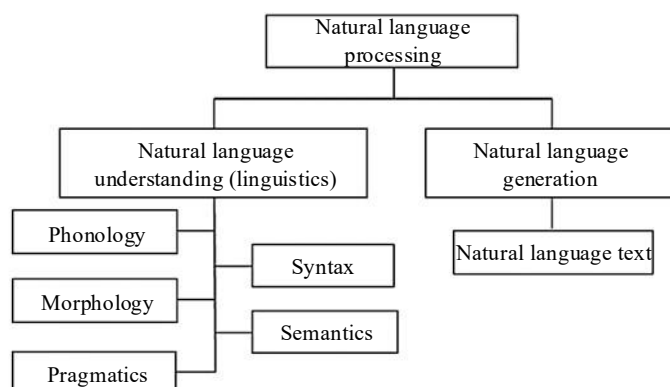 Natural language
processing
Natural language
understanding (linguistics)
Natural language
generation
Phonology
Natural language text
Syntax
Morphology
Semantics
Pragmatics